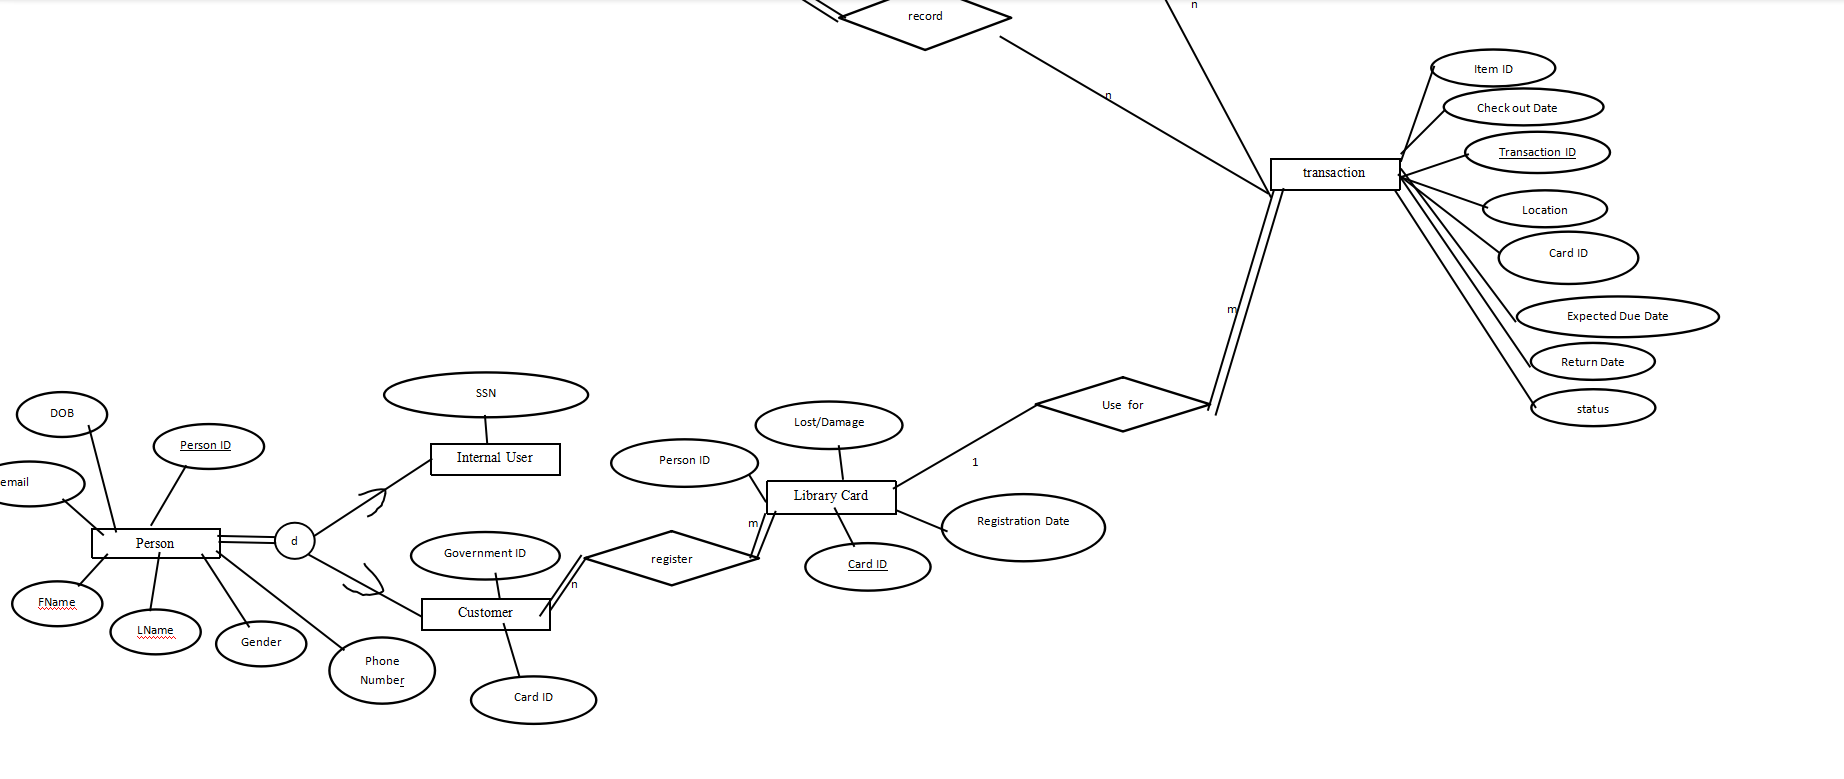 n
record
Item ID
n
Check out Date
Transaction ID
transaction
Location
Card ID
m
Expected Due Date
Return Date
status
Use for
SSN
DOB
Lost/Damage
Person ID
Internal User
Person ID
1
email
Library Card
Registration Date
m
Person
d
Government ID
register
Card ID
n
FName
Customer
LName
Gender
Phone
Number
Card ID